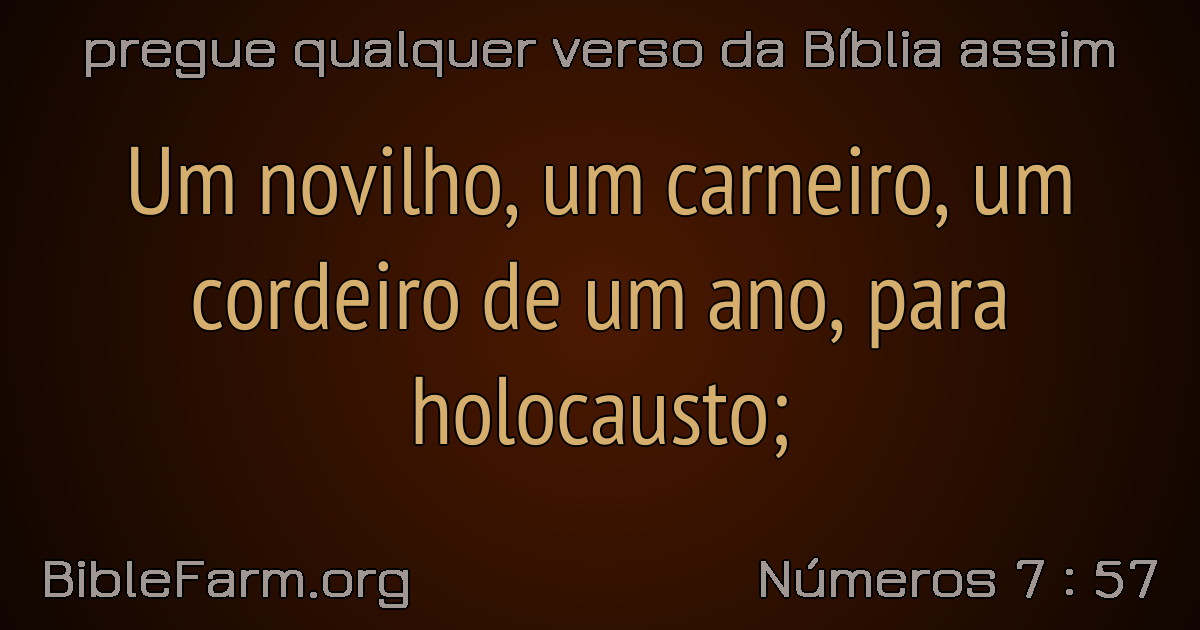 pregue qualquer verso da Bíblia assim
Um novilho, um carneiro, um
cordeiro de um ano, para
holocausto;
BibleFarm.org
Números 7 : 57